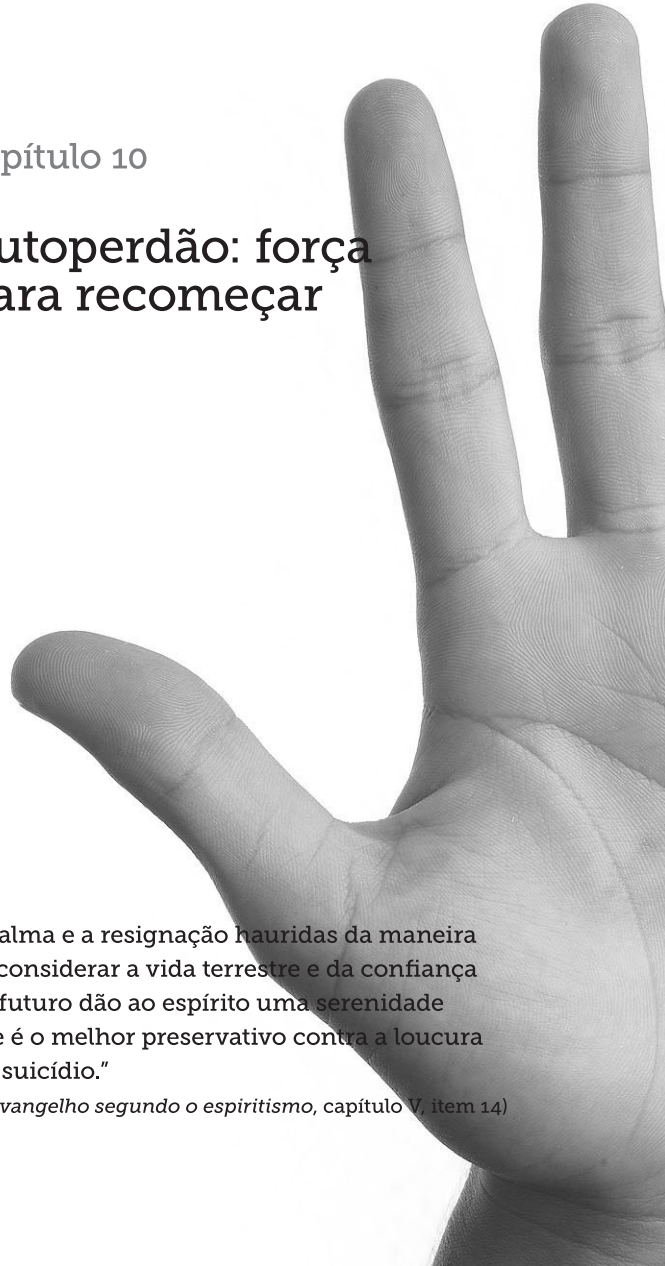 pítulo 10
utoperdão: força
ara recomeçar
alma e a resignação hauridas da maneira
considerar a vida terrestre e da confiança
futuro dão ao espírito uma serenidade
e é o melhor preservativo contra a loucura
suicídio.”
vangelho segundo o espiritismo, capítulo V, item 14)